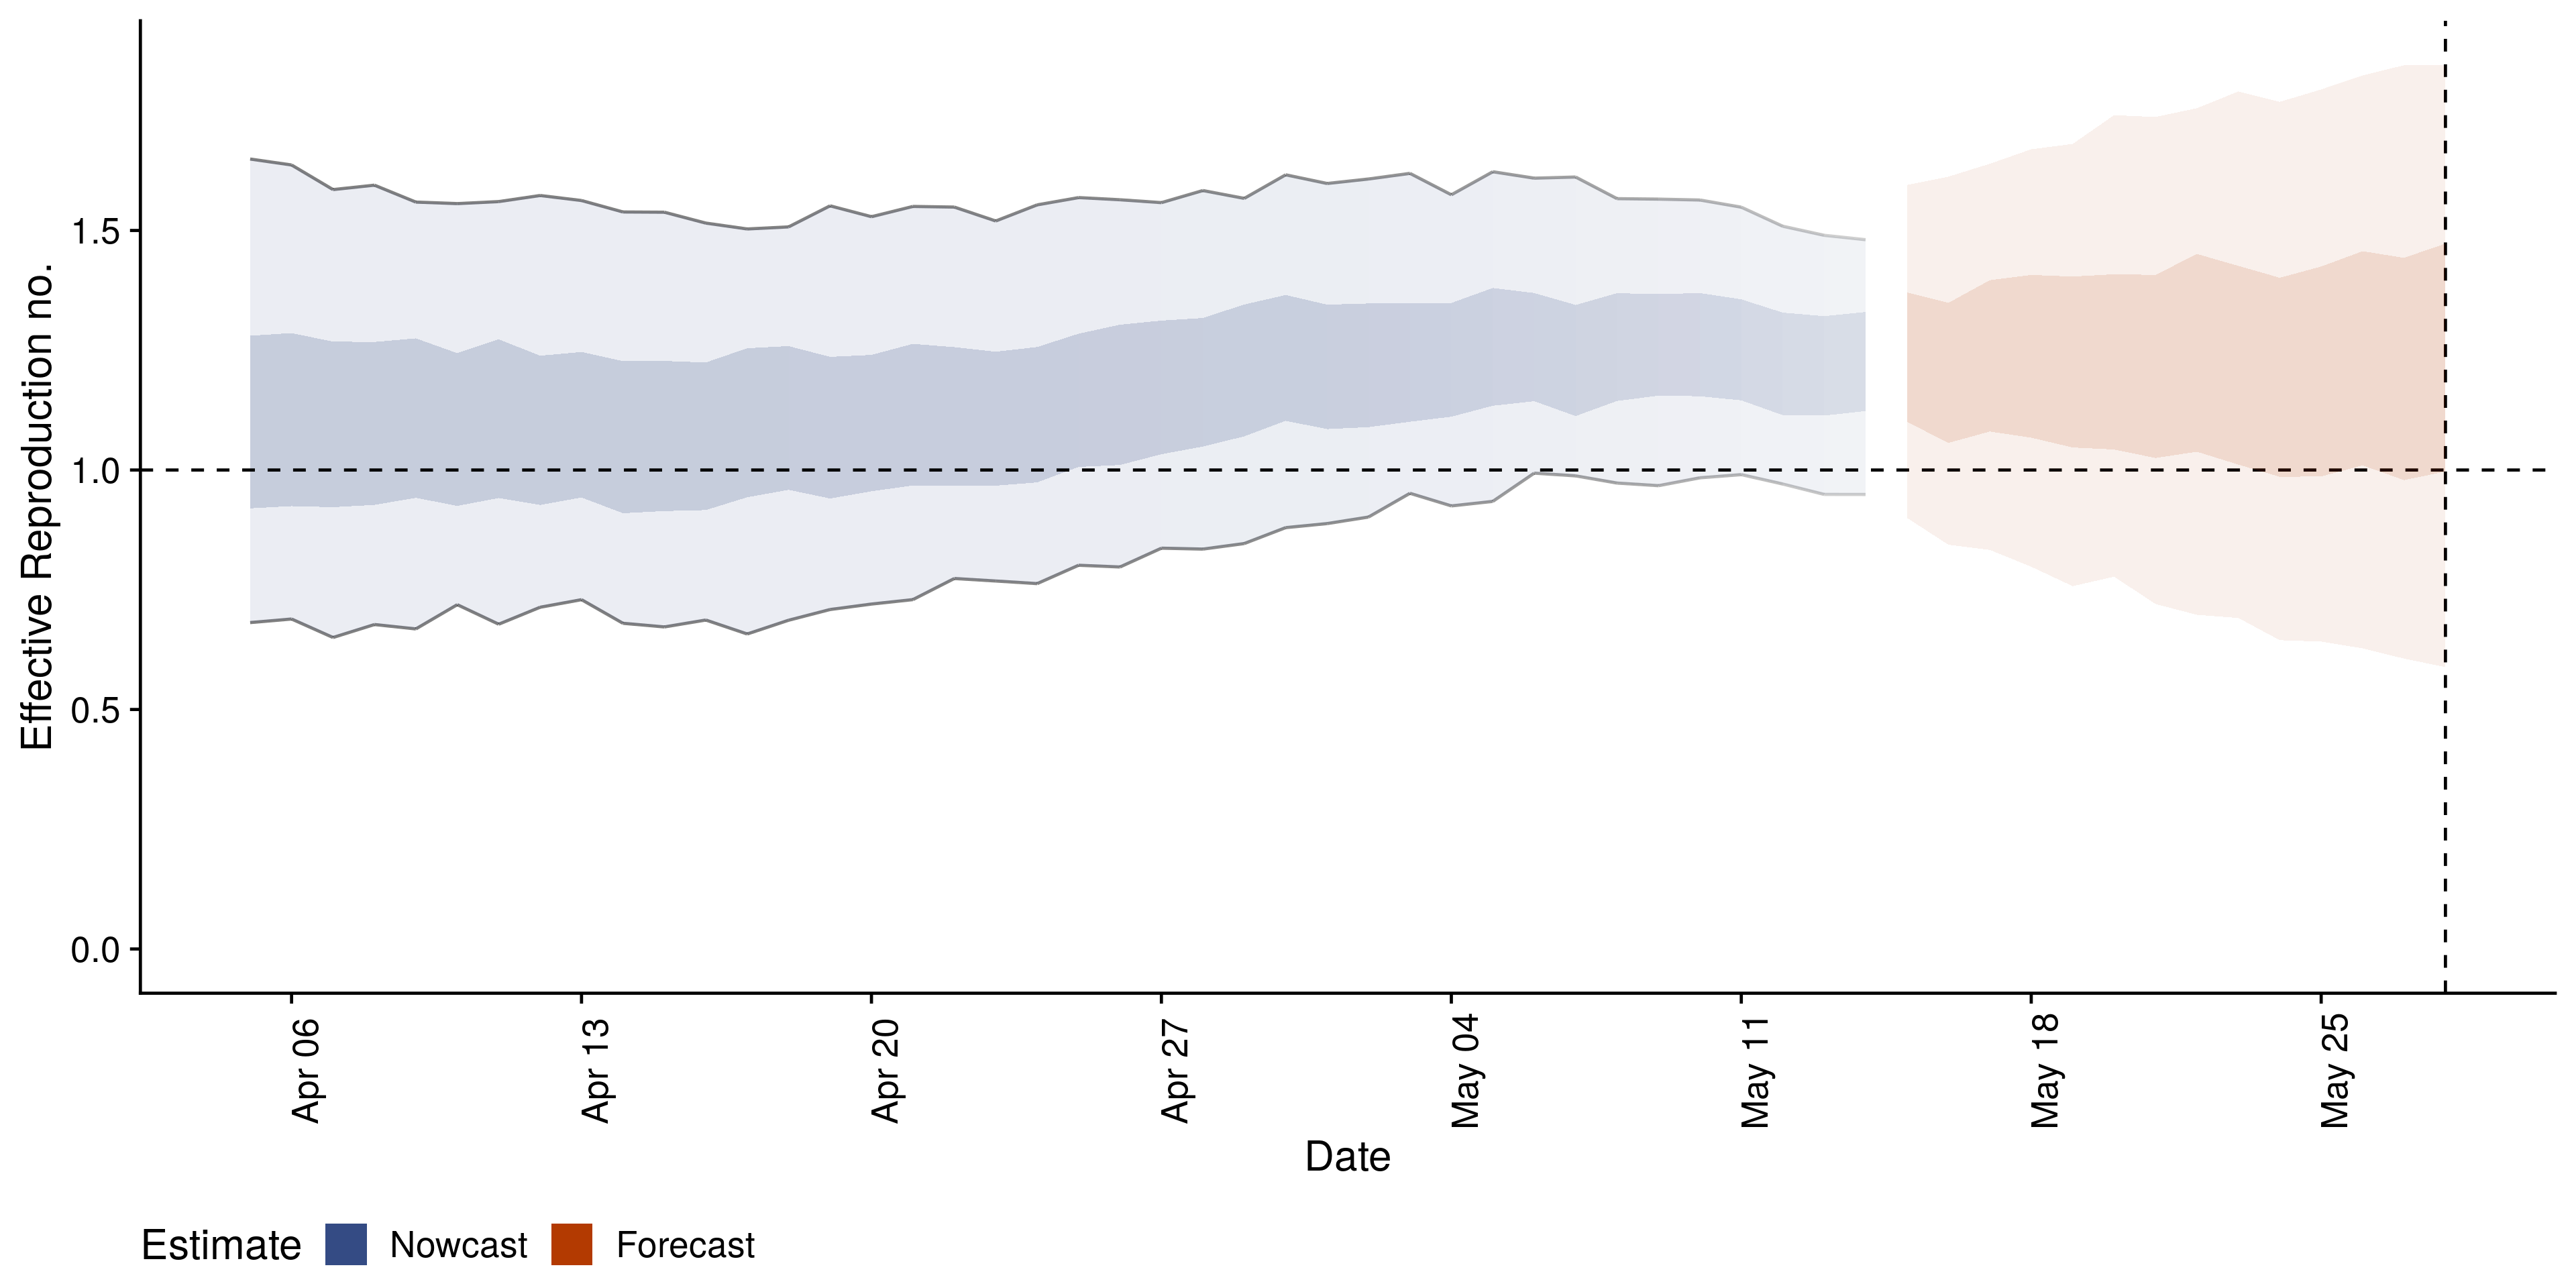 Effective Reproduction no.
1.5
1.0
0.5
0.0
Apr 06
Apr 13
Apr 20
Apr 27
May 04
May 11
May 18
May 25
Date
Estimate Nowcast Forecast